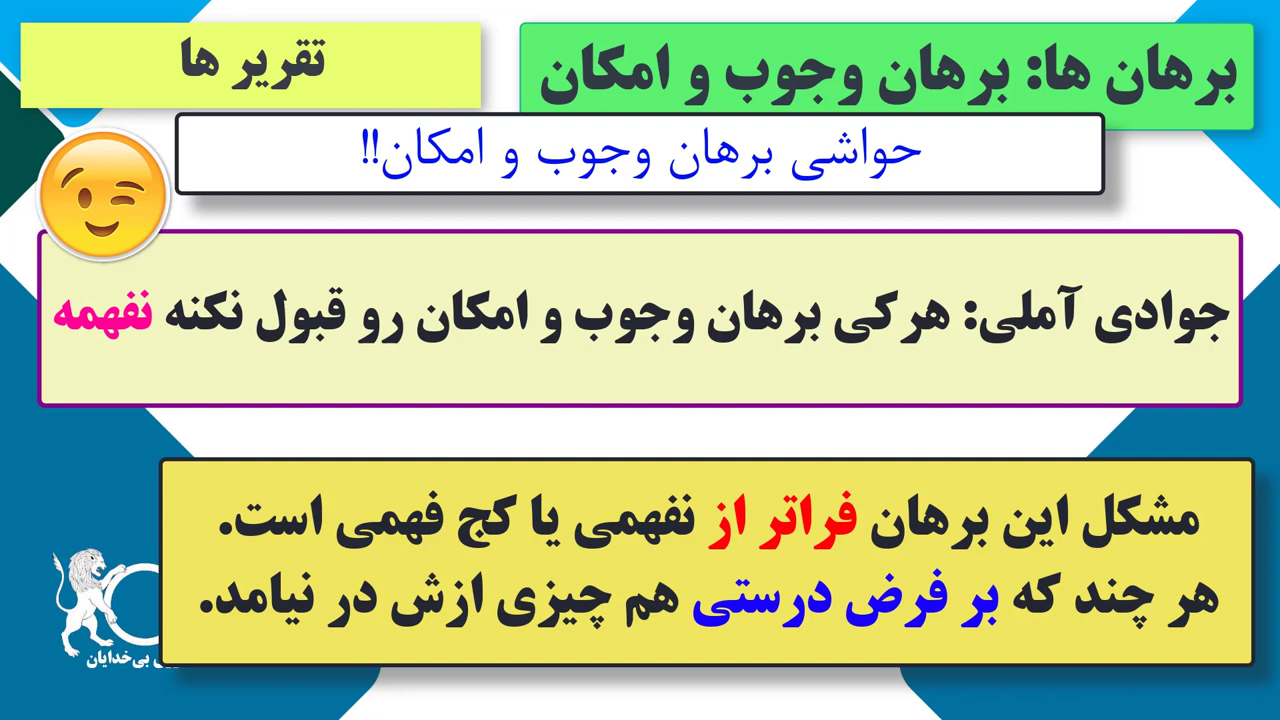 برهان ها: برهان وجوب و امکان
تقریر ها
حواشی برهان وجوب و امکان!!
جوادی آملی: هرکی برهان وجوب و امکان رو قبول نکنه نفهمه
مشکل این برهان فراتر از نفهمی یا کج فهمی است.
هر چند که بر فرض درستی هم چیزی ازش در نیامد.
بی‌خدایان